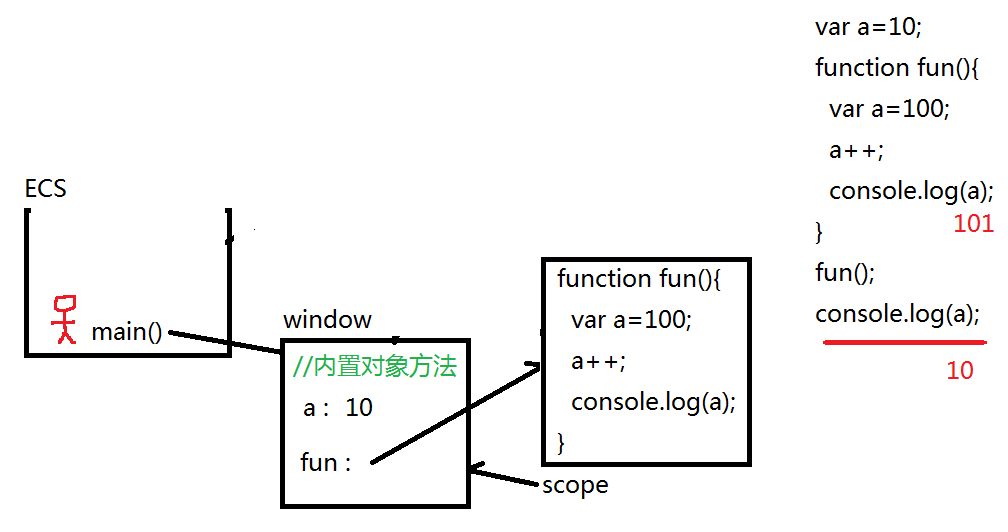 ECS
main()
window
//内置对象方法
a : 10
fun :
function fun(){
var a=100;
a++;
console.log(a);
}
scope
var a=10;
function fun(){
var a=100;
a++;
console.log(a);
101
}
fun();
console.log(a);
10